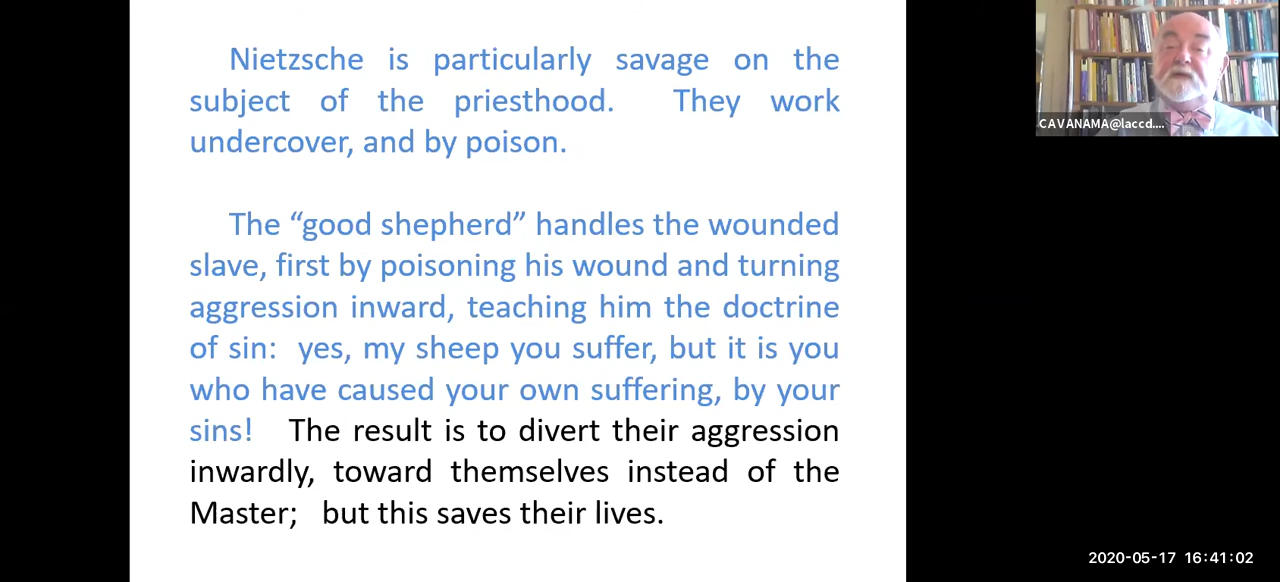 Nietzsche is particularly savage on the
subject of the priesthood. They work
undercover, and by poison.
The “good shepherd” handles the wounded
slave, first by poisoning his wound and turning
aggression inward, teaching him the doctrine
of sin: yes, my sheep you suffer, but it is you
who have caused your own suffering, by your
sins! The result is to divert their aggression
inwardly, toward themselves instead of the
Master; but this saves their lives.
CAVANAMA@laccd....
2020-05-17 16:41:02